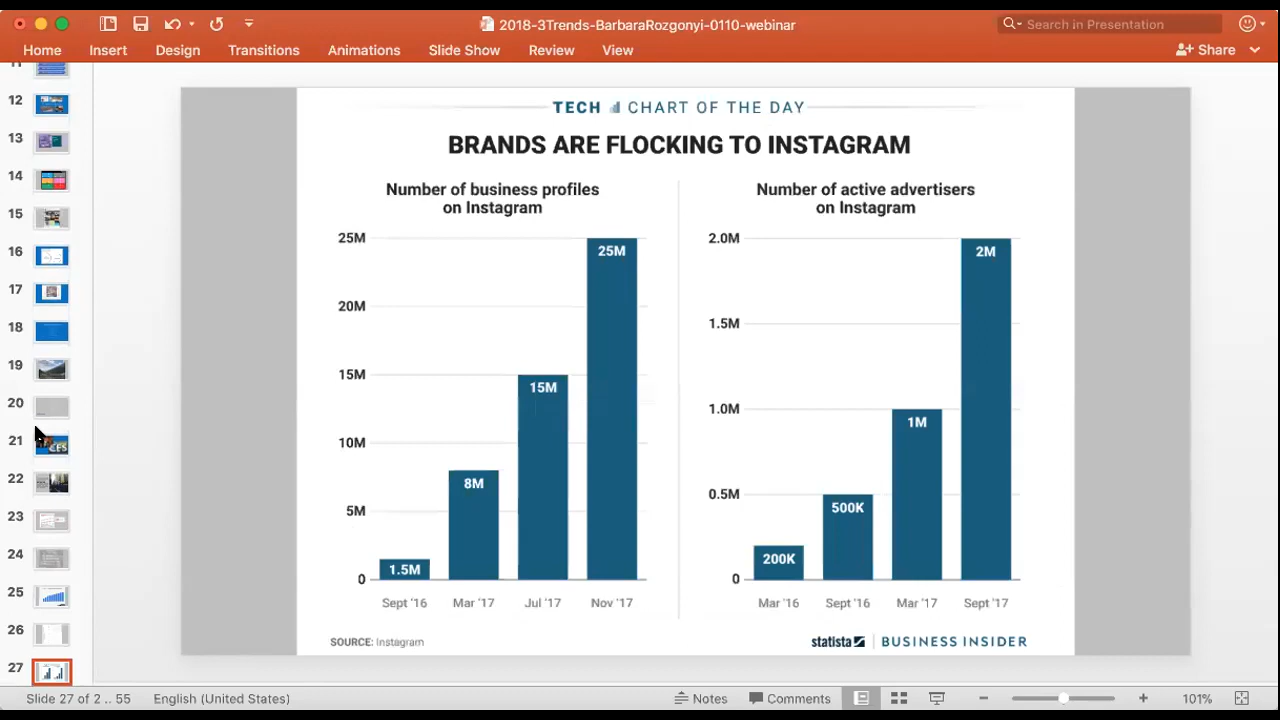 2018-3Trends-BarbaraRozgonyi-0110-webinar
Search in Presentation
Home Insert Design Transitions Animations Slide Show Review View Share
12
13
14
15
16
17
18
19
20
21
22
23
24
25
26
27
TECH CHART OF THE DAY
BRANDS ARE FLOCKING TO INSTAGRAM
Number of business profiles
on Instagram
25M
20M
15M
10M
5M
0
1.5M
8M
15M
25M
Sept '16 Mar '17 Jul '17 Nov '17
Number of active advertisers
on Instagram
2.0M
1.5M
1.0M
0.5M
0
200K
500K
1M
2M
Mar '16 Sept '16 Mar '17 Sept '17
SOURCE: Instagram
statista BUSINESS INSIDER
Slide 27 of 2 .. 55 English (United States) Notes Comments 101%